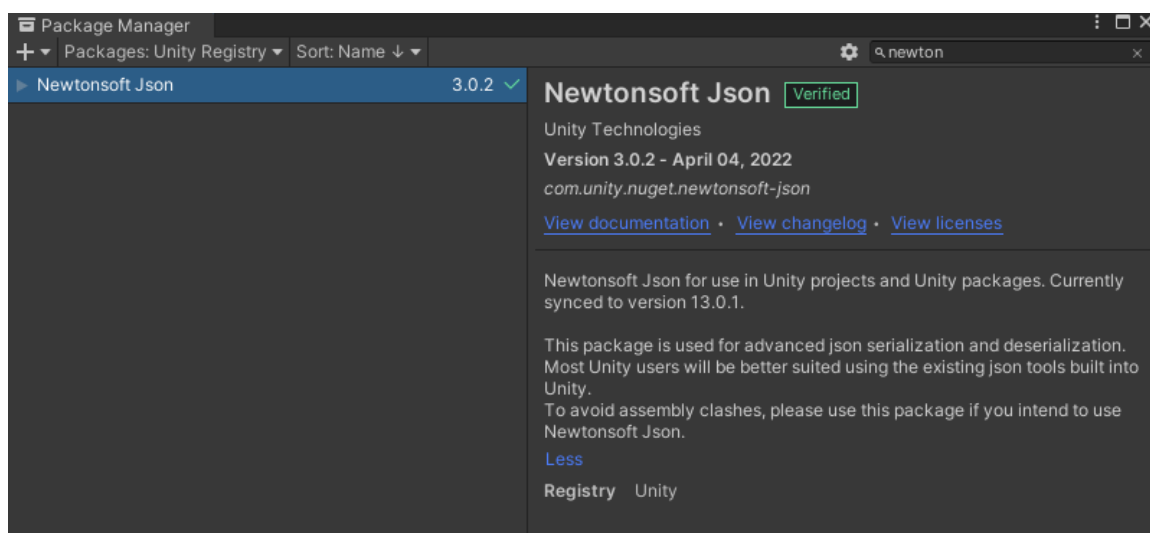 Package Manager
Packages: Unity Registry Sort: Name ↓ newton
Newtonsoft Json 3.0.2
Newtonsoft Json Verified
Unity Technologies
Version 3.0.2 - April 04, 2022
com.unity.nuget.newtonsoft-json
View documentation • View changelog • View licenses
Newtonsoft Json for use in Unity projects and Unity packages. Currently
synced to version 13.0.1.
This package is used for advanced json serialization and deserialization.
Most Unity users will be better suited using the existing json tools built into
Unity.
To avoid assembly clashes, please use this package if you intend to use
Newtonsoft Json.
Less
Registry Unity